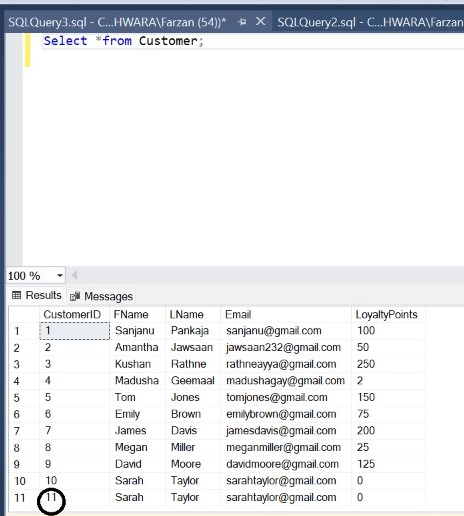 SQLQuery3.sql - C...HWARA\Farzan (54))* SQLQuery2.sql - C...HWARA\Farzan
Select *from Customer;
100 %
Results Messages
CustomerID FName LName Email LoyaltyPoints
1 1 Sanjanu Pankaja sanjanu@gmail.com 100
2 2 Amantha Jawsaan jawsaan232@gmail.com 50
3 3 Kushan Rathne rathneayya@gmail.com 250
4 4 Madusha Geemaal madushagay@gmail.com 2
5 5 Tom Jones tomjones@gmail.com 150
6 6 Emily Brown emilybrown@gmail.com 75
7 7 James Davis jamesdavis@gmail.com 200
8 8 Megan Miller meganmiller@gmail.com 25
9 9 David Moore davidmoore@gmail.com 125
10 10 Sarah Taylor sarahtaylor@gmail.com 0
11 11 Sarah Taylor sarahtaylor@gmail.com 0